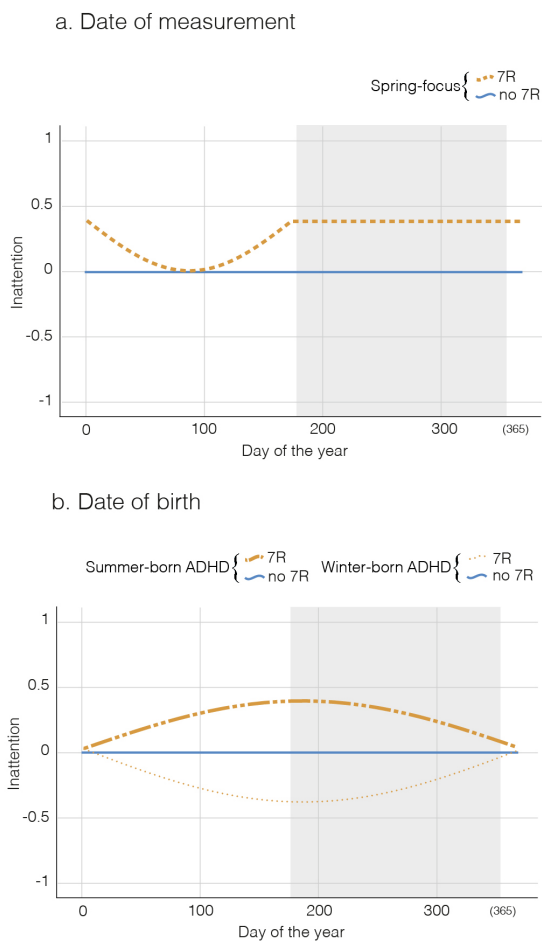 a. Date of measurement
Spring-focus{ 7R
no 7R
1
0.5
0
-0.5
-1
Inattention
0 100 200 300 (365)
Day of the year
b. Date of birth
Summer-born ADHD{ 7R Winter-born ADHD{ 7R
no 7R no 7R
1
0.5
0
-0.5
-1
Inattention
0 100 200 300 (365)
Day of the year